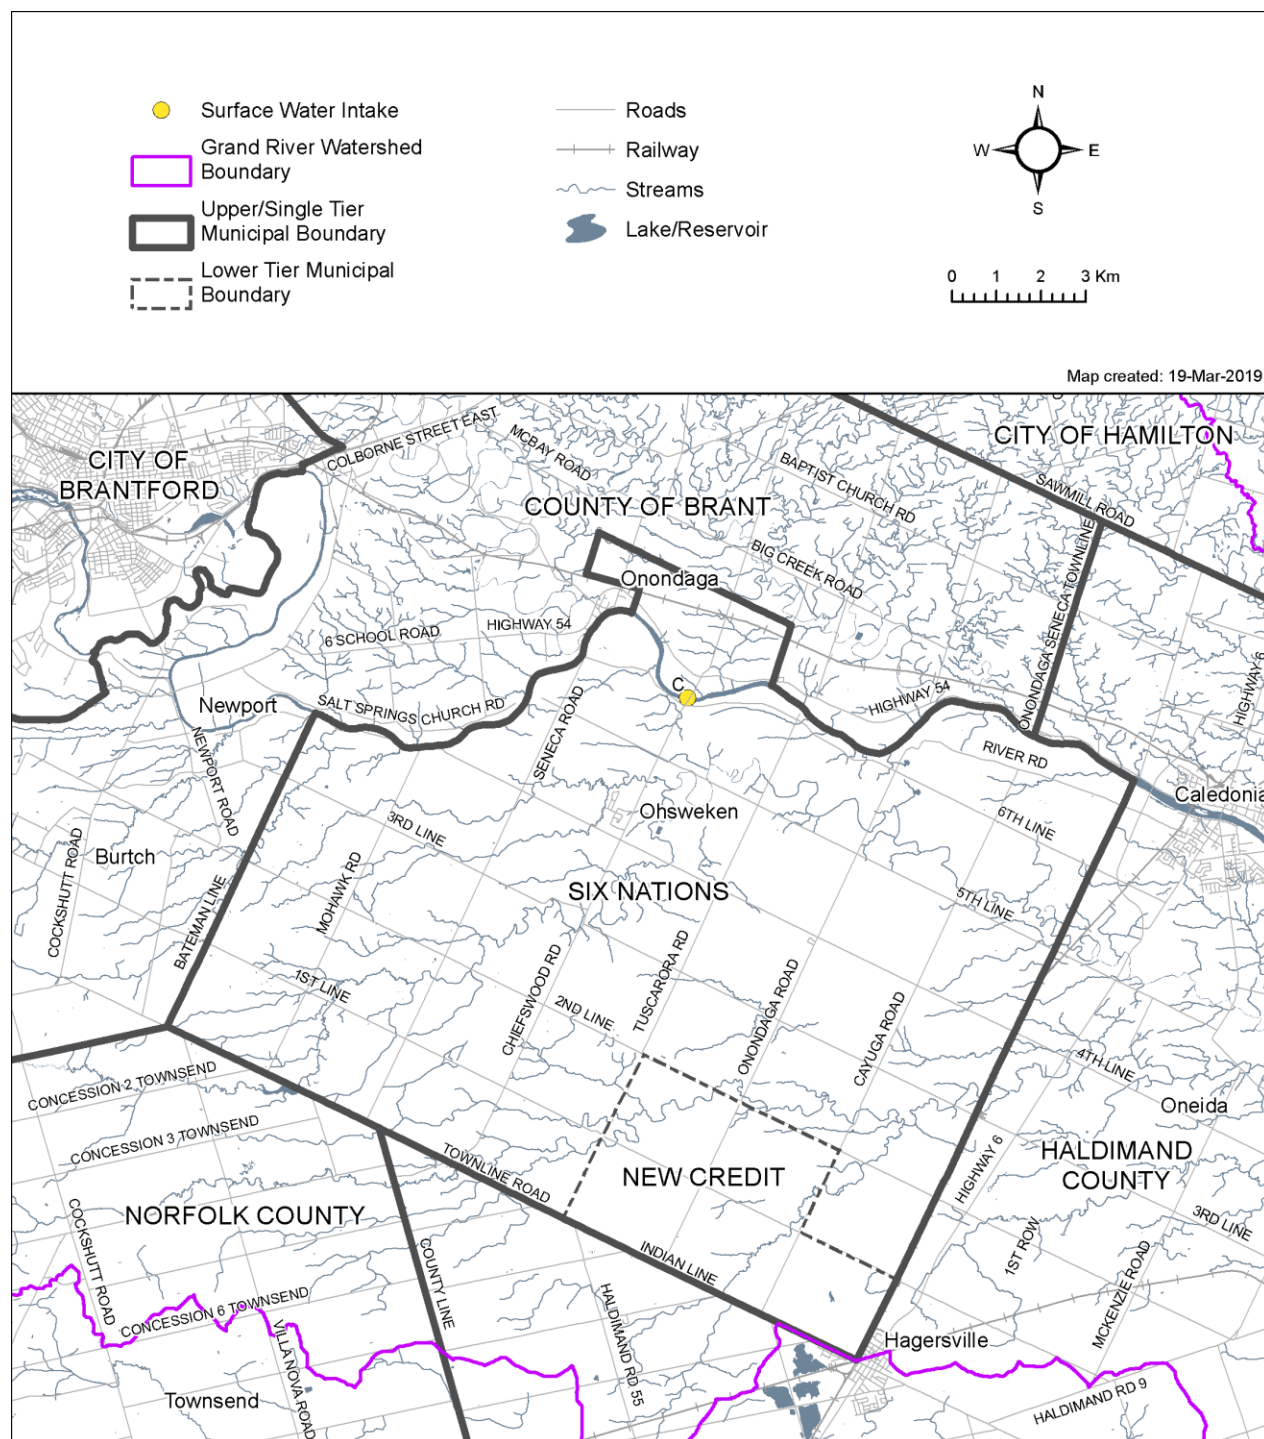 Surface Water Intake
Grand River Watershed
Boundary
Upper/Single Tier
Municipal Boundary
Lower Tier Municipal
Boundary
Roads
Railway
Streams
Lake/Reservoir
N
W
E
S
0 1 2 3 Km
Map created: 19-Mar-2019
CITY OF
BRANTFORD
COLBORNE STREET EAST
MCBAY ROAD
COUNTY OF BRANT
BAPTIST CHURCH RD
CITY OF HAMILTON
SAWMILL ROAD
BIG CREEK ROAD
ONONDAGA SENECA TOWNLINE
Onondaga
6 SCHOOL ROAD
HIGHWAY 54
HIGHWAY 6
C
HIGHWAY 54
Newport
SALT SPRINGS CHURCH RD
SENECA ROAD
NEWPORT ROAD
RIVER RD
Caledonia
Ohsweken
6TH LINE
3RD LINE
Burtch
COCKSHUTT ROAD
MOHAWK RD
SIX NATIONS
5TH LINE
BATEMAN LINE
1ST LINE
CHIEFSWOOD RD
2ND LINE
TUSCARORA RD
ONONDAGA ROAD
CAYUGA ROAD
4TH LINE
CONCESSION 2 TOWNSEND
Oneida
CONCESSION 3 TOWNSEND
TOWNLINE ROAD
NEW CREDIT
HIGHWAY 6
HALDIMAND
COUNTY
NORFOLK COUNTY
COCKSHUTT ROAD
COUNTY LINE
INDIAN LINE
1ST ROW
3RD LINE
MCKENZIE ROAD
CONCESSION 6 TOWNSEND
VILLA NOVA ROAD
HALDIMAND RD 55
Hagersville
Townsend
HALDIMAND RD 9